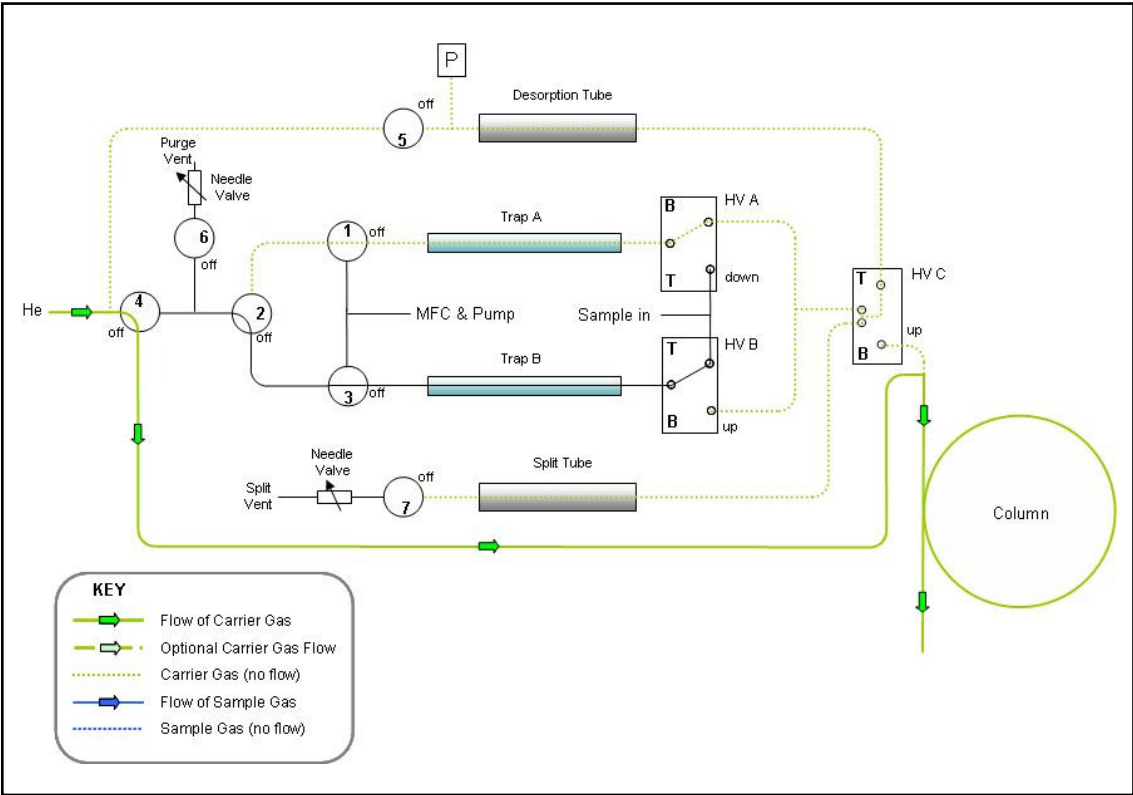 P
off
Desorption Tube
5
Purge
Vent
Needle
Valve
B
HV A
Trap A
1
off
6
off
T
down
T
HV C
He
4
off
2
off
MFC & Pump
Sample in
up
B
T
HV B
Trap B
3
off
B
up
Needle
Valve
off
Split Tube
Split
Vent
7
Column
KEY
Flow of Carrier Gas
Optional Carrier Gas Flow
Carrier Gas (no flow)
Flow of Sample Gas
Sample Gas (no flow)